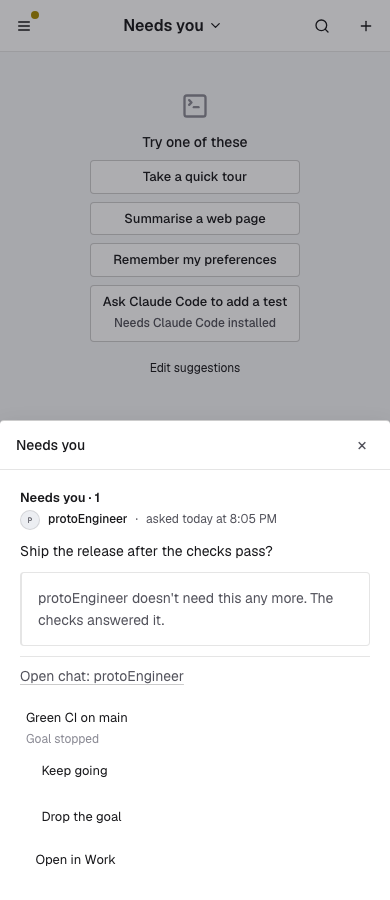 Needs you
Try one of these
Take a quick tour
Summarise a web page
Remember my preferences
Ask Claude Code to add a test
Needs Claude Code installed
Edit suggestions
Needs you
Needs you · 1
P protoEngineer · asked today at 8:05 PM
Ship the release after the checks pass?
protoEngineer doesn't need this any more. The
checks answered it.
Open chat: protoEngineer
Green CI on main
Goal stopped
Keep going
Drop the goal
Open in Work